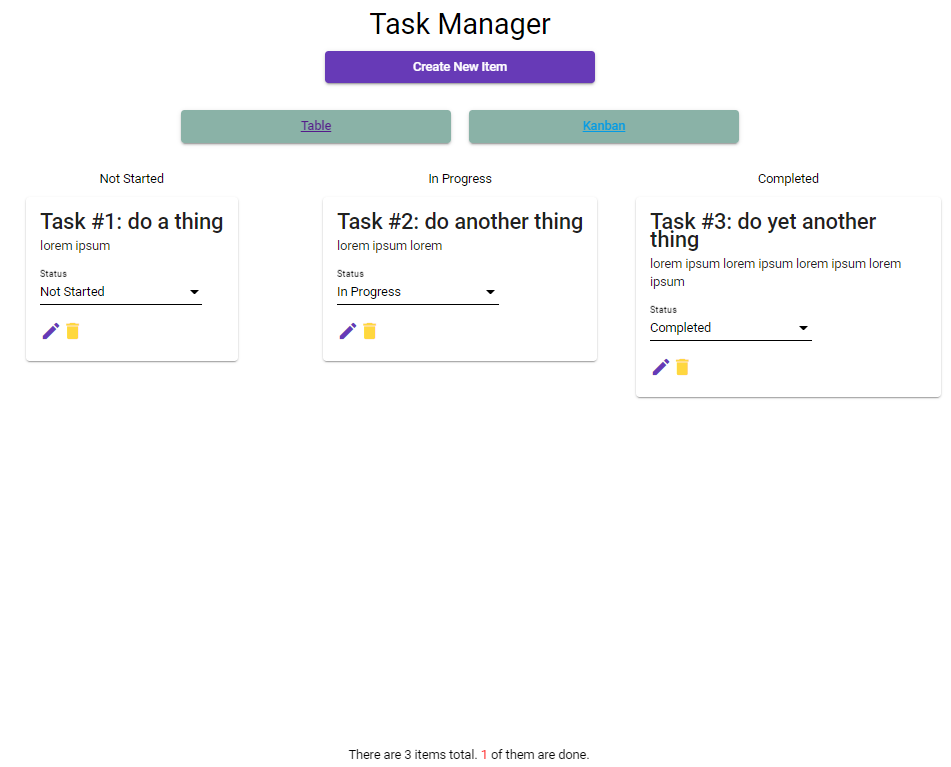 Task Manager
Create New Item
Table
Kanban
Not Started
In Progress
Completed
Task #1: do a thing
lorem ipsum
Status
Not Started
Task #2: do another thing
lorem ipsum lorem
Status
In Progress
Task #3: do yet another
thing
lorem ipsum lorem ipsum lorem ipsum lorem
ipsum
Status
Completed
There are 3 items total. 1 of them are done.